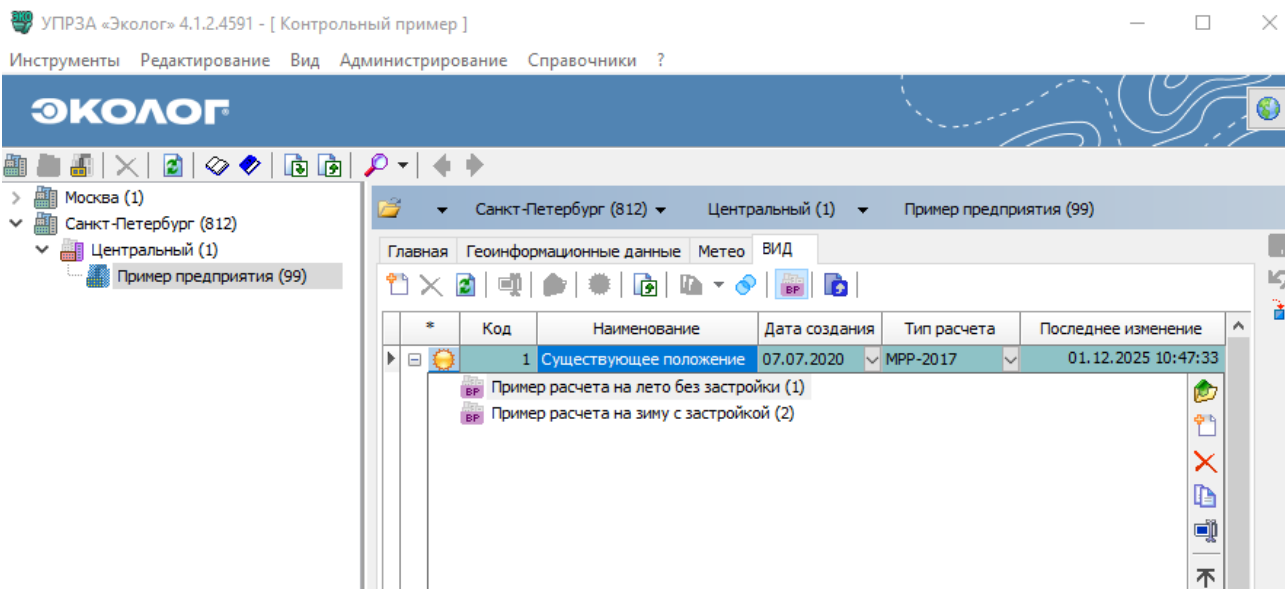 УПРЗА «Эколог» 4.1.2.4591 - [ Контрольный пример ]
Инструменты Редактирование Вид Администрирование Справочники ?
ЭКОЛОГ
Москва (1)
Санкт-Петербург (812)
Центральный (1)
Пример предприятия (99)
Санкт-Петербург (812) Центральный (1) Пример предприятия (99)
Главная Геоинформационные данные Метео ВИД
ВР
* Код Наименование Дата создания Тип расчета Последнее изменение
1 Существующее положение 07.07.2020 МРР-2017 01.12.2025 10:47:33
ВР Пример расчета на лето без застройки (1)
ВР Пример расчета на зиму с застройкой (2)